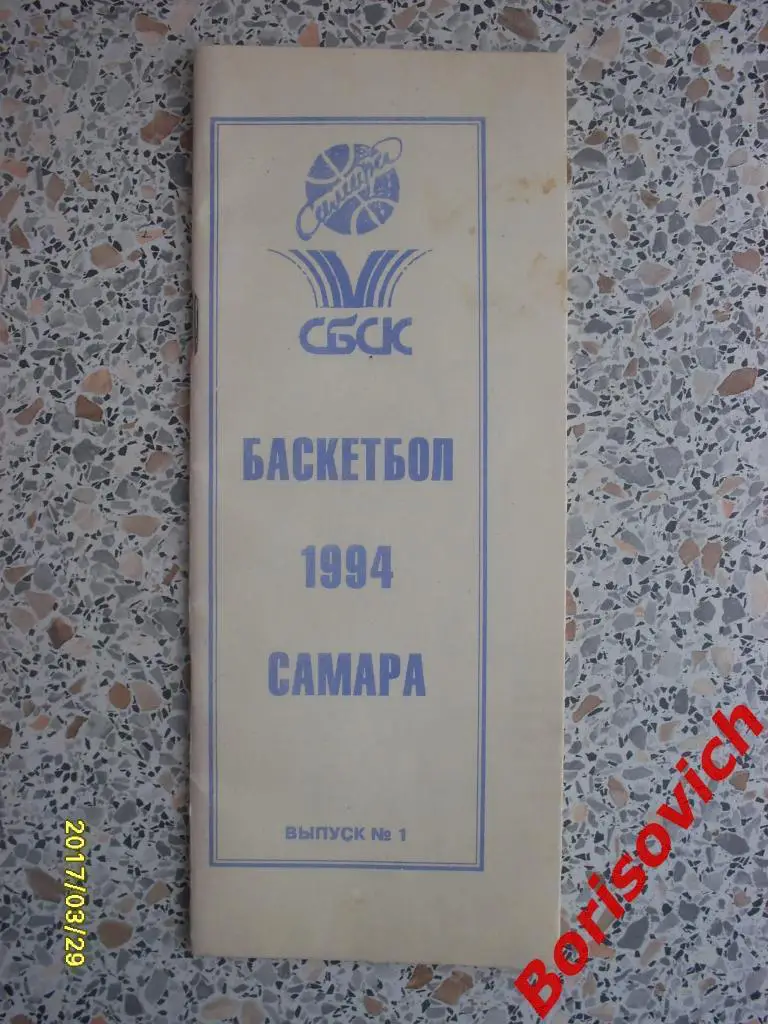 Самара
СБСК
БАСКЕТБОЛ
1994
САМАРА
ВЫПУСК № 1
2017/03/29
Borisovich